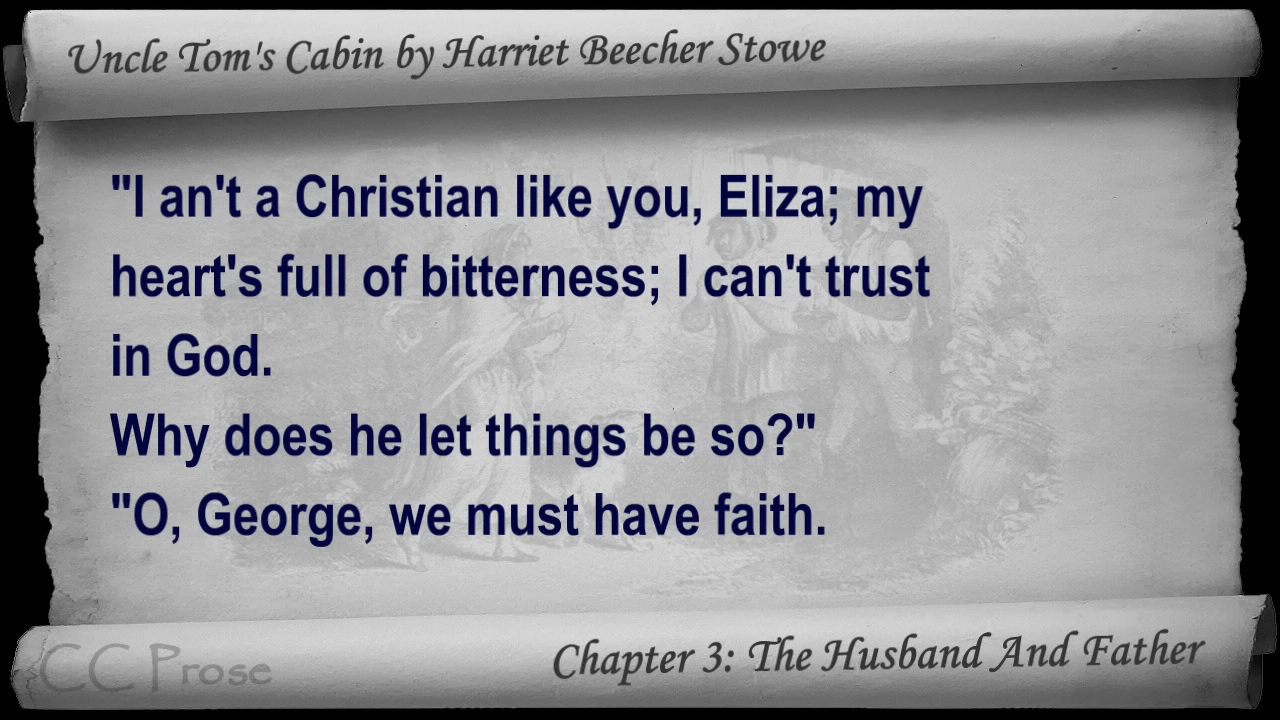 Uncle Tom's Cabin by Harriet Beecher Stowe
"I an't a Christian like you, Eliza; my
heart's full of bitterness; I can't trust
in God.
Why does he let things be so?"
"O, George, we must have faith.
CC Prose
Chapter 3: The Husband And Father